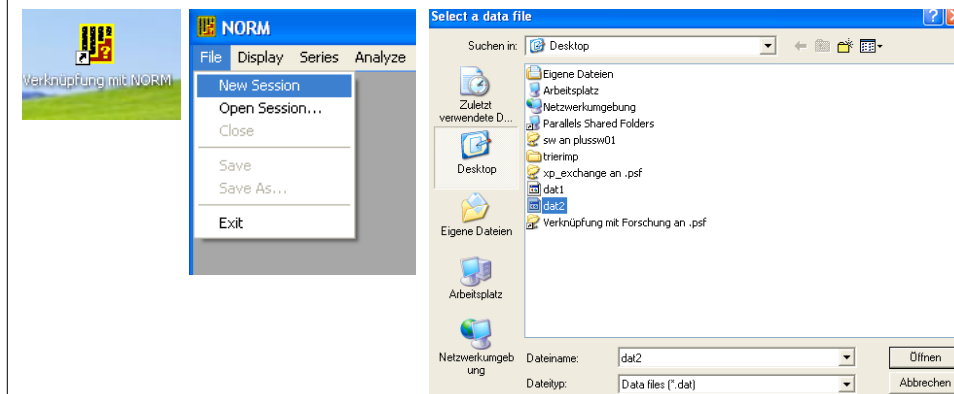 Verknüpfung mit NORM
NORM
File Display Series Analyze
New Session
Open Session...
Close
Save
Save As...
Exit
Select a data file
Suchen in:
Desktop
Zuletzt
verwendete D...
Desktop
Eigene Dateien
Arbeitsplatz
Netzwerkumgeb
ung
Eigene Dateien
Arbeitsplatz
Netzwerkumgebung
Parallels Shared Folders
sw an plussw01
trierimp
xp_exchange an .psf
dat1
dat2
Verknüpfung mit Forschung an .psf
Dateiname:
dat2
Öffnen
Dateityp:
Data files (*.dat)
Abbrechen